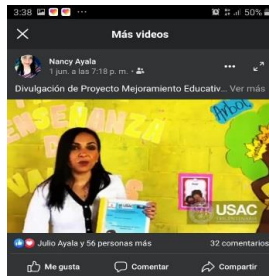 3:38
50%
Más videos
Nancy Ayala
1 jun. a las 7:18 p. m. ·
Divulgación de Proyecto Mejoramiento Educativ... Ver más
Arbol
ENSEÑANZA
USAC
Julio Ayala y 56 personas más
32 comentarios
Me gusta
Comentar
Compartir